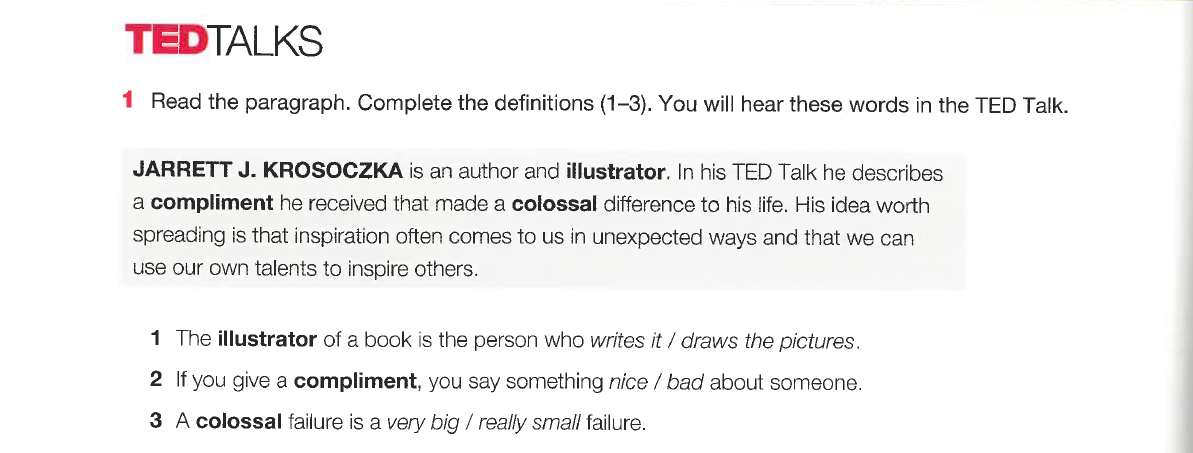 TEDTALKS
1 Read the paragraph. Complete the definitions (1–3). You will hear these words in the TED Talk.
JARRETT J. KROSOCZKA is an author and illustrator. In his TED Talk he describes
a compliment he received that made a colossal difference to his life. His idea worth
spreading is that inspiration often comes to us in unexpected ways and that we can
use our own talents to inspire others.
1 The illustrator of a book is the person who writes it / draws the pictures.
2 If you give a compliment, you say something nice / bad about someone.
3 A colossal failure is a very big / really small failure.